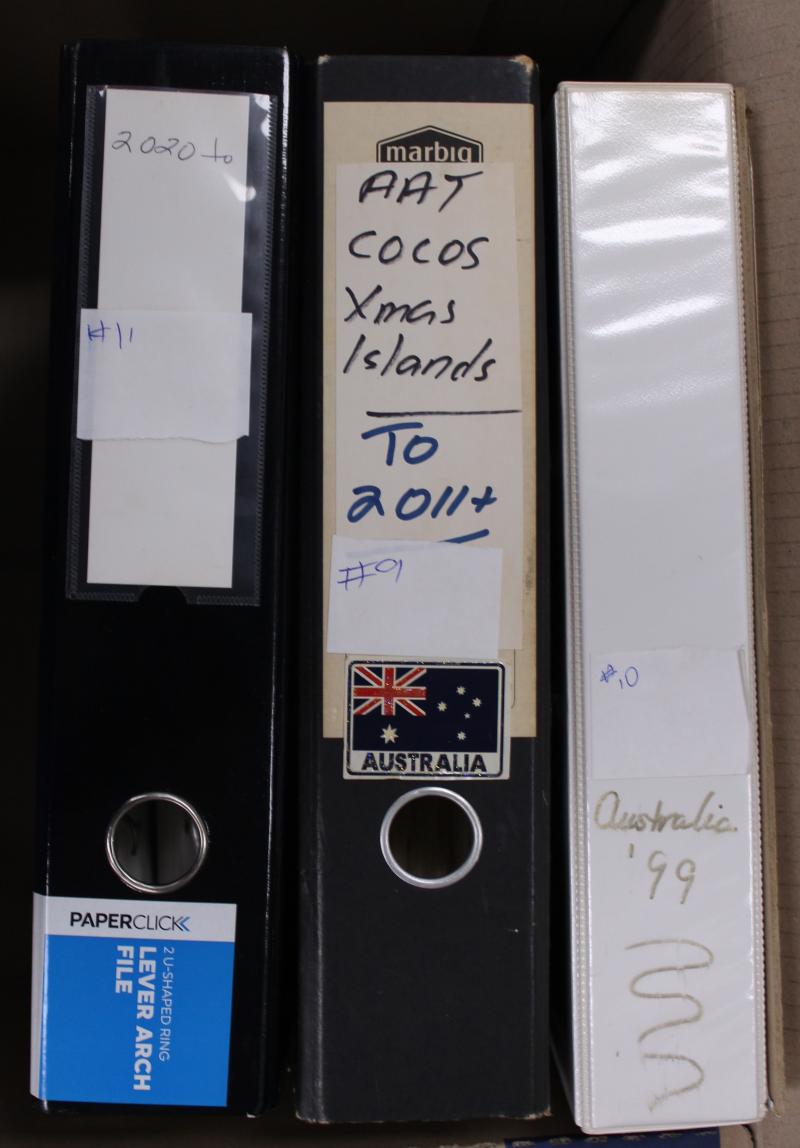 2020 to
#11
PAPERCLICK
2 U-SHAPED RING
LEVER ARCH
FILE
marbig
AAT
COCOS
Xmas
Islands
TO
2011+
#9
AUSTRALIA
#10
Australia
'99